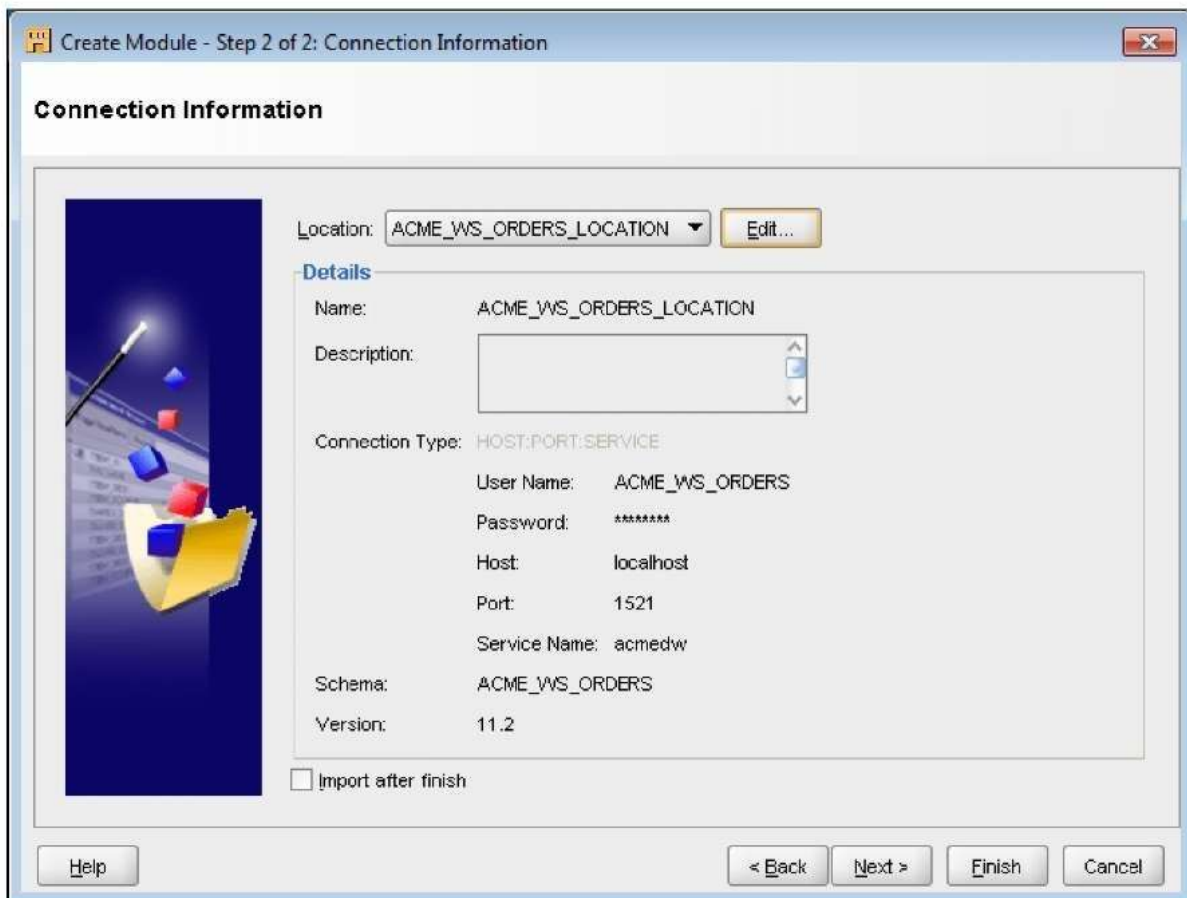 Create Module - Step 2 of 2: Connection Information
Connection Information
Location: ACME_WS_ORDERS_LOCATION Edit...
Details
Name: ACME_WS_ORDERS_LOCATION
Description:
Connection Type: HOST:PORT:SERVICE
User Name: ACME_WS_ORDERS
Password: ********
Host: localhost
Port: 1521
Service Name: acmedw
Schema: ACME_WS_ORDERS
Version: 11.2
Import after finish
Help < Back Next > Finish Cancel